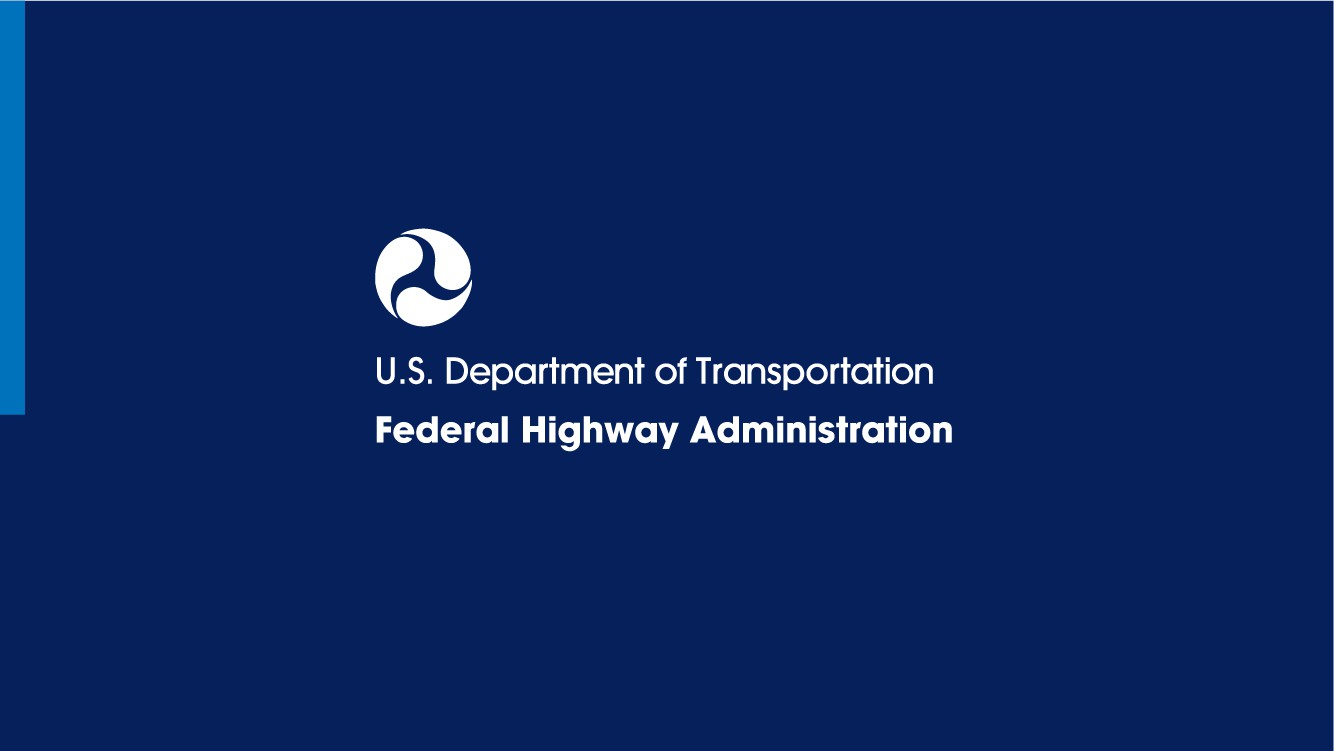 U.S. Department of Transportation
Federal Highway Administration